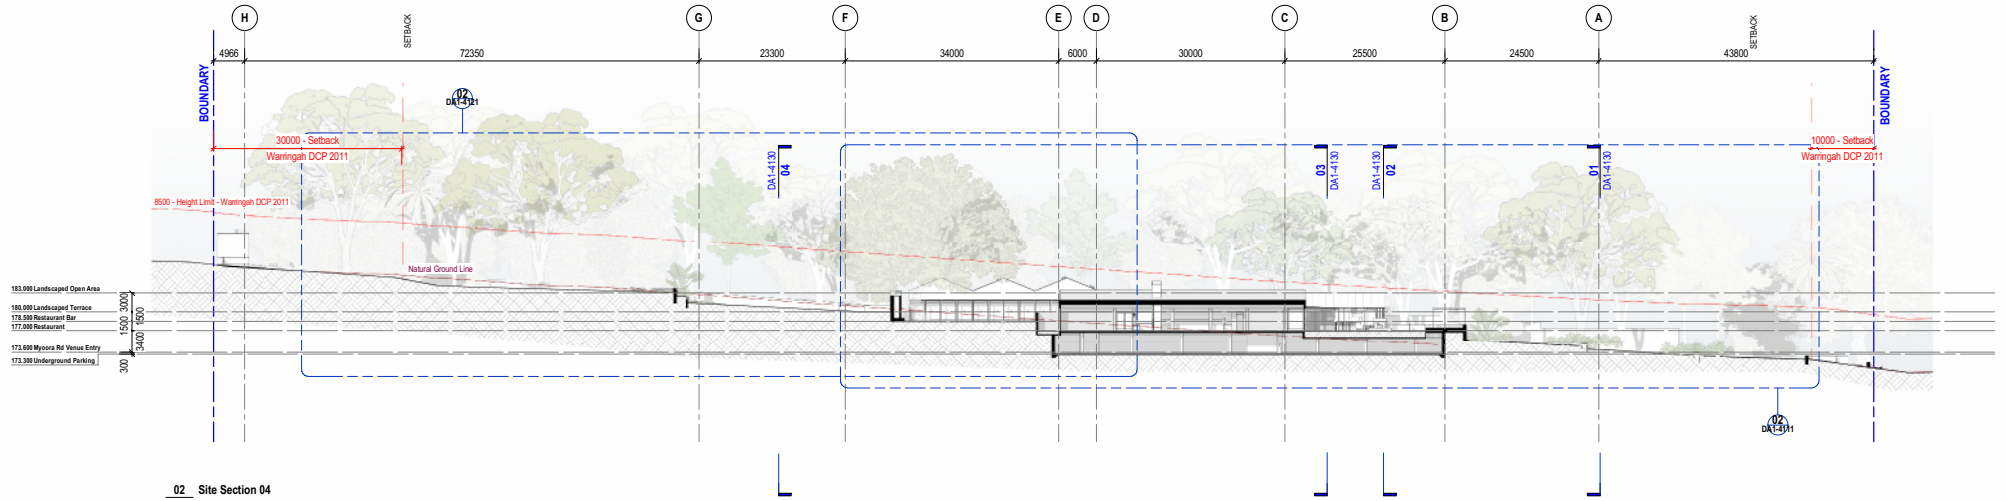 H
G
F
E
D
C
B
A
SETBACK
SETBACK
4966
72350
23300
34000
6000
30000
25500
24500
43800
BOUNDARY
BOUNDARY
02
DA1-4121
30000 - Setback
Warringah DCP 2011
10000 - Setback
Warringah DCP 2011
DA1-4130
04
03
DA1-4130
DA1-4130
02
01
DA1-4130
8500 - Height Limit - Warringah DCP 2011
Natural Ground Line
183.000 Landscaped Open Area
180.000 Landscaped Terrace
178.500 Restaurant Bar
177.000 Restaurant
173.600 Myoora Rd Venue Entry
173.300 Underground Parking
3000
1500
1500
3400
300
02
DA1-4111
02 Site Section 04